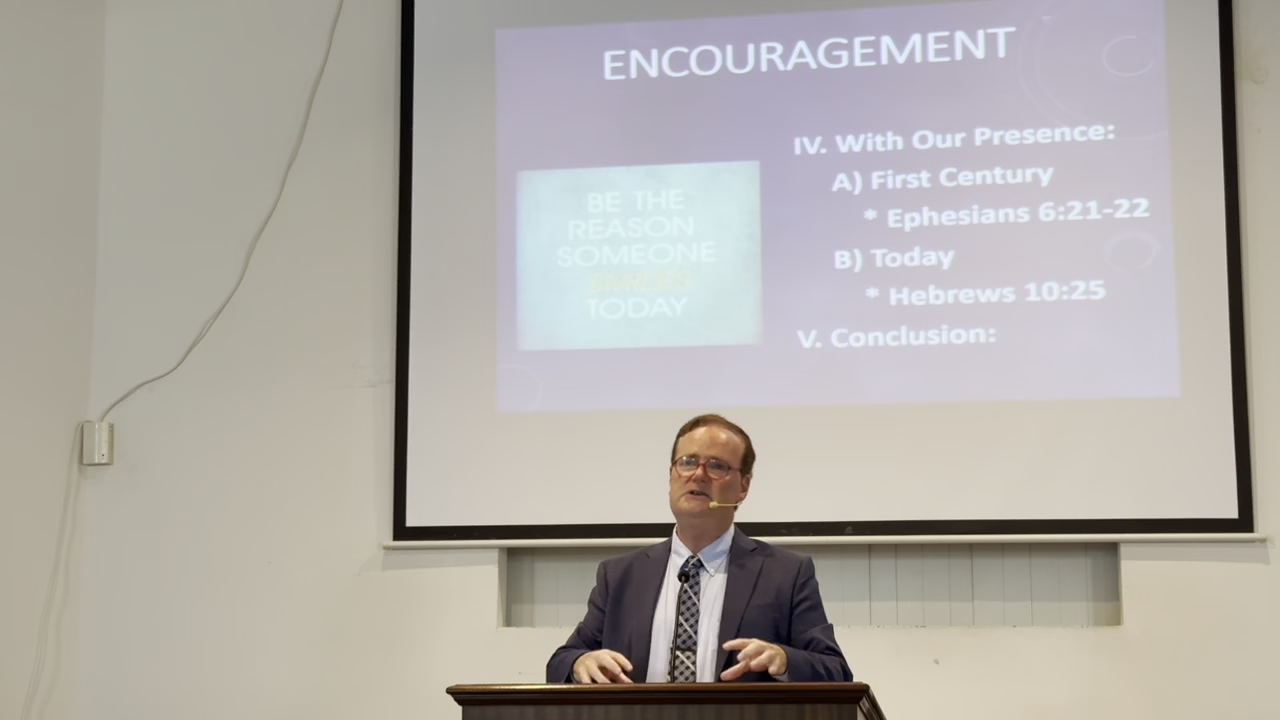 ENCOURAGEMENT
BE THE
REASON
SOMEONE
SMILES
TODAY
IV. With Our Presence:
A) First Century
* Ephesians 6:21-22
B) Today
* Hebrews 10:25
V. Conclusion: